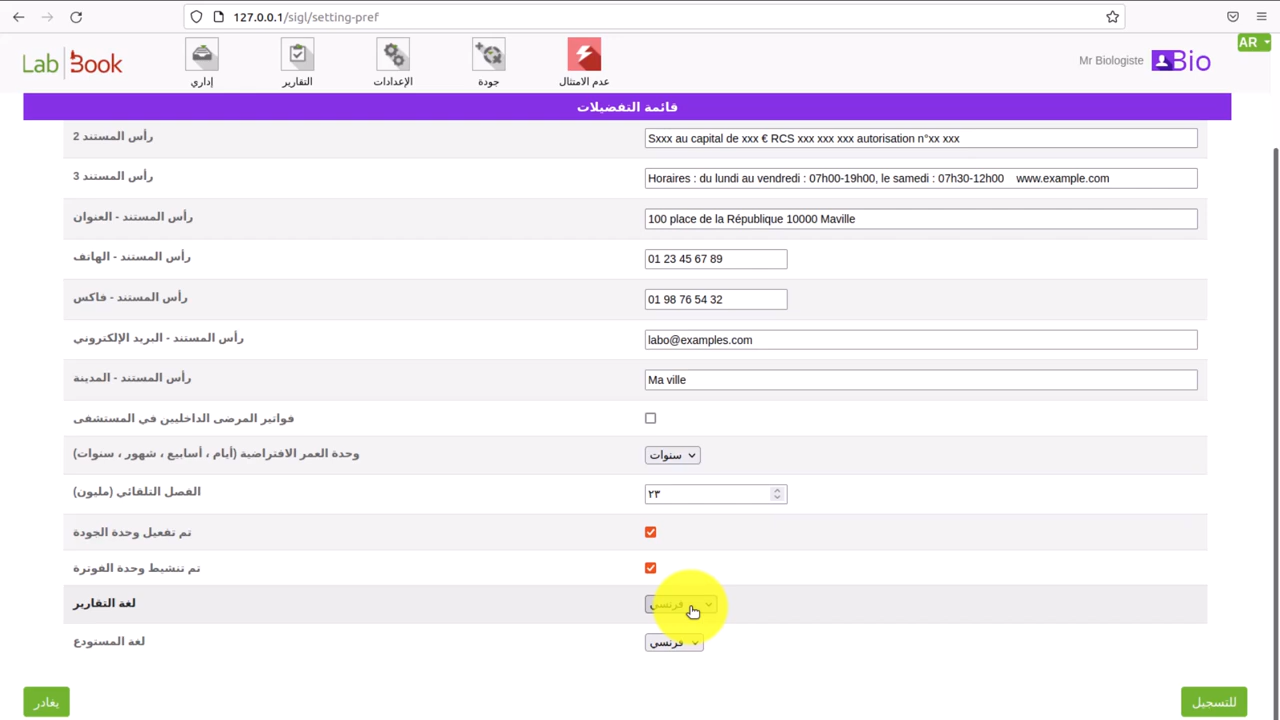 127.0.0.1/sigl/setting-pref
Lab Book
إداري
التقارير
الإعدادات
جودة
عدم الامتثال
Mr Biologiste
Bio
AR
قائمة التفضيلات
رأس المستند 2
Sxxx au capital de xxx € RCS xxx xxx xxx autorisation n°xx xxx
رأس المستند 3
Horaires : du lundi au vendredi : 07h00-19h00, le samedi : 07h30-12h00 www.example.com
رأس المستند - العنوان
100 place de la République 10000 Maville
رأس المستند - الهاتف
01 23 45 67 89
رأس المستند - فاكس
01 98 76 54 32
رأس المستند - البريد الإلكتروني
labo@examples.com
رأس المستند - المدينة
Ma ville
فواتير المرضى الداخليين في المستشفى
وحدة العمر الافتراضية (أيام ، أسابيع ، شهور ، سنوات)
سنوات
الفصل التلقائي (مليون)
٢٣
تم تفعيل وحدة الجودة
تم تنشيط وحدة الفوترة
لغة التقارير
فرنسي
لغة المستودع
فرنسي
يغادر
للتسجيل